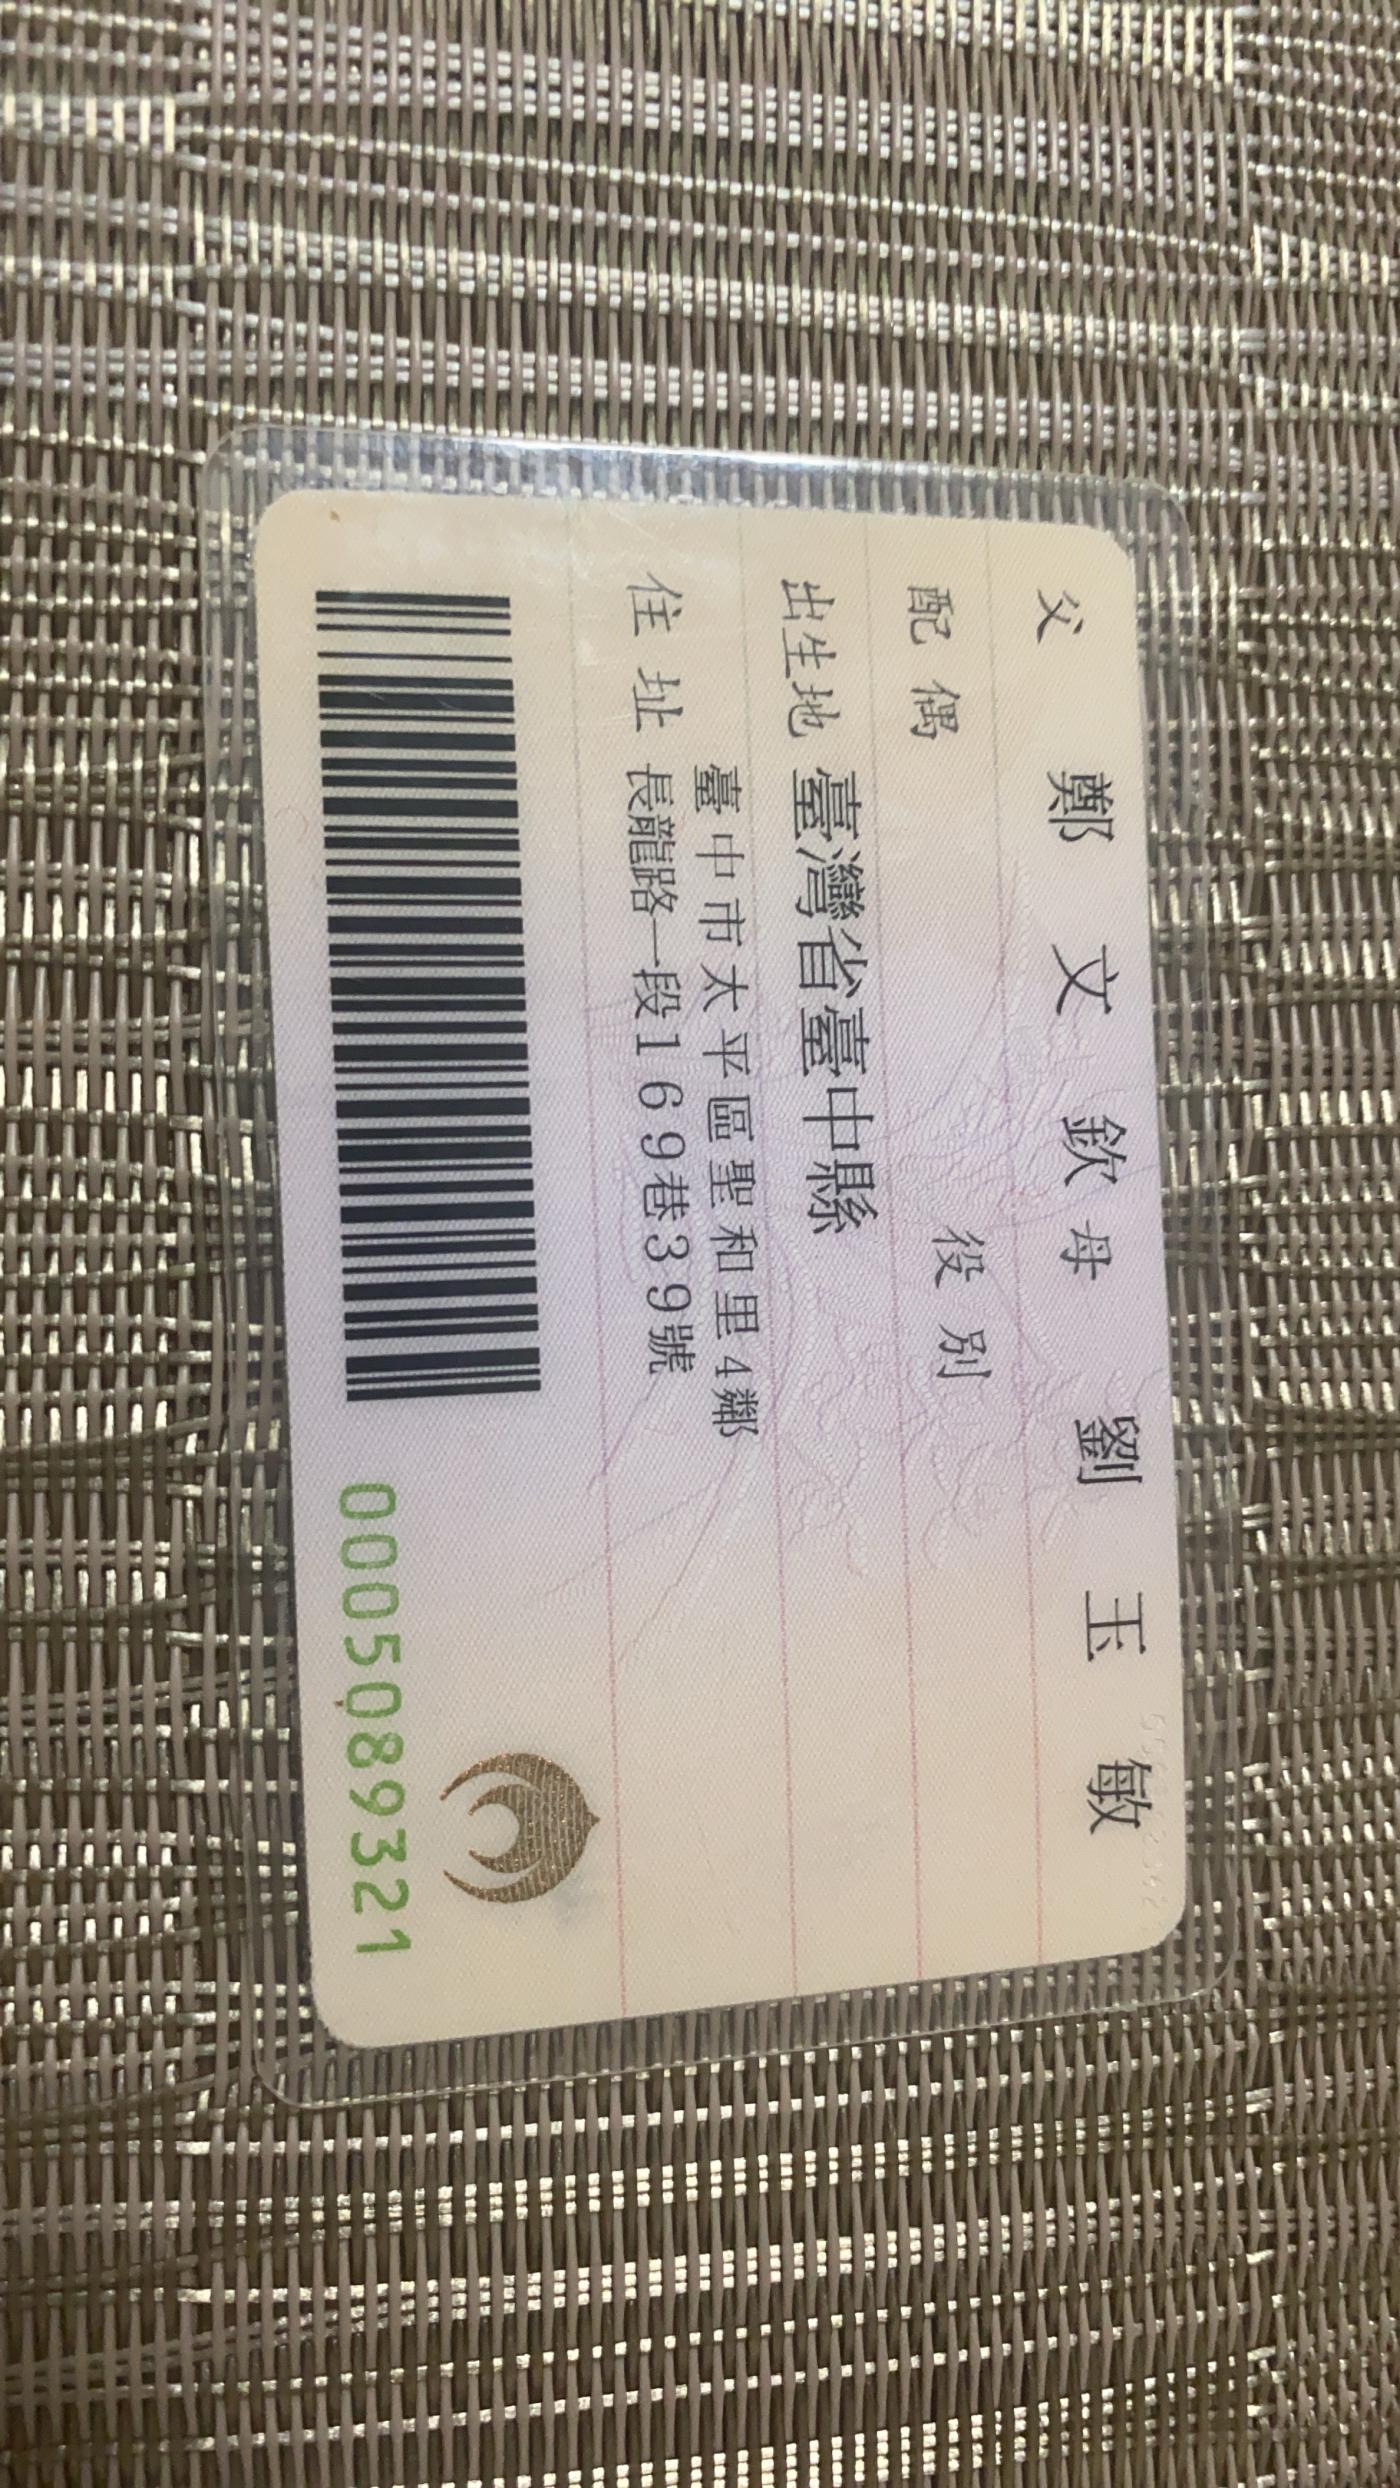 父 鄭文欽 母 劉玉敏
配偶 役別
出生地 臺灣省臺中縣
住址 臺中市太平區聖和里4鄰
長龍路一段169巷39號
0005089321